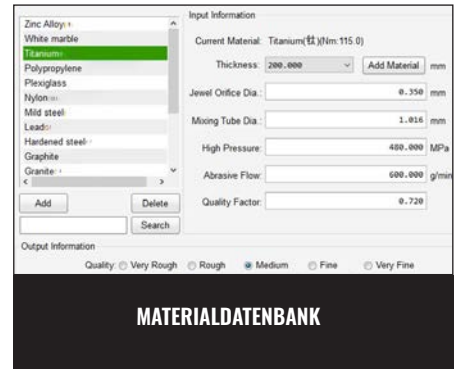 Input Information
Zinc Alloy
White marble
Titanium
Polypropylene
Plexiglass
Nylon
Mild steel
Lead
Hardened steel
Graphite
Granite
Add
Delete
Search
Current Material: Titanium(钛)(Nm:115.0)
Thickness: 200.000 Add Material mm
Jewel Orifice Dia.: 0.350 mm
Mixing Tube Dia.: 1.016 mm
High Pressure: 480.000 MPa
Abrasive Flow: 600.000 g/min
Quality Factor: 0.720
Output Information
Quality: Very Rough Rough Medium Fine Very Fine
MATERIALDATENBANK